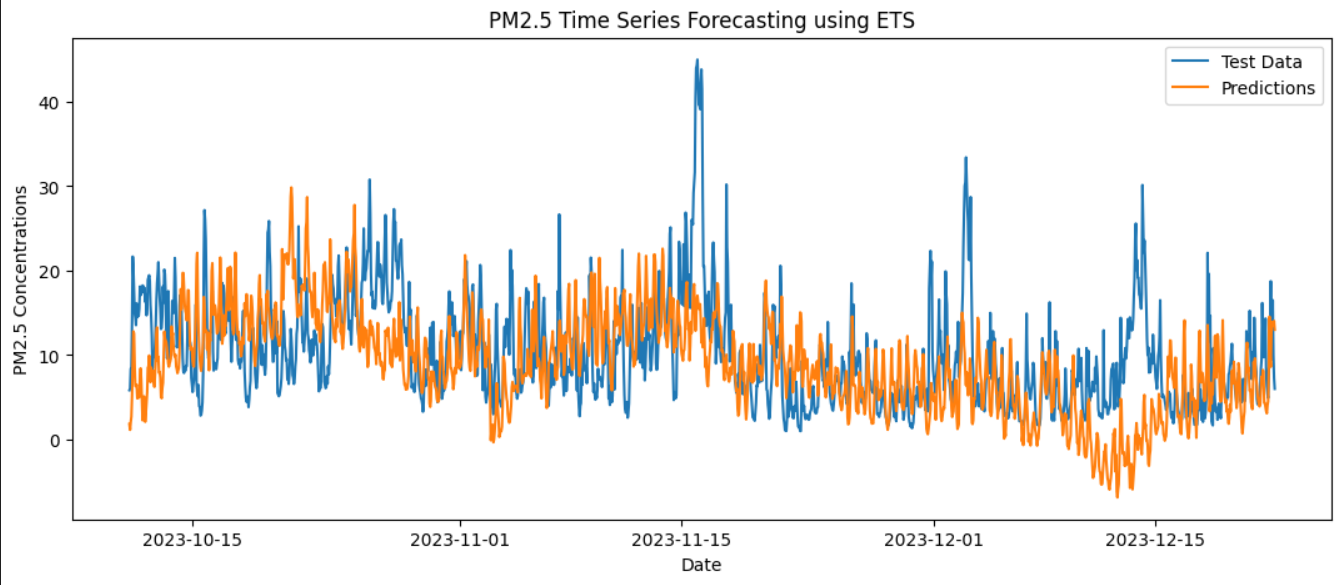 PM2.5 Time Series Forecasting using ETS
Test Data
Predictions
PM2.5 Concentrations
40
30
20
10
0
2023-10-15
2023-11-01
2023-11-15
2023-12-01
2023-12-15
Date